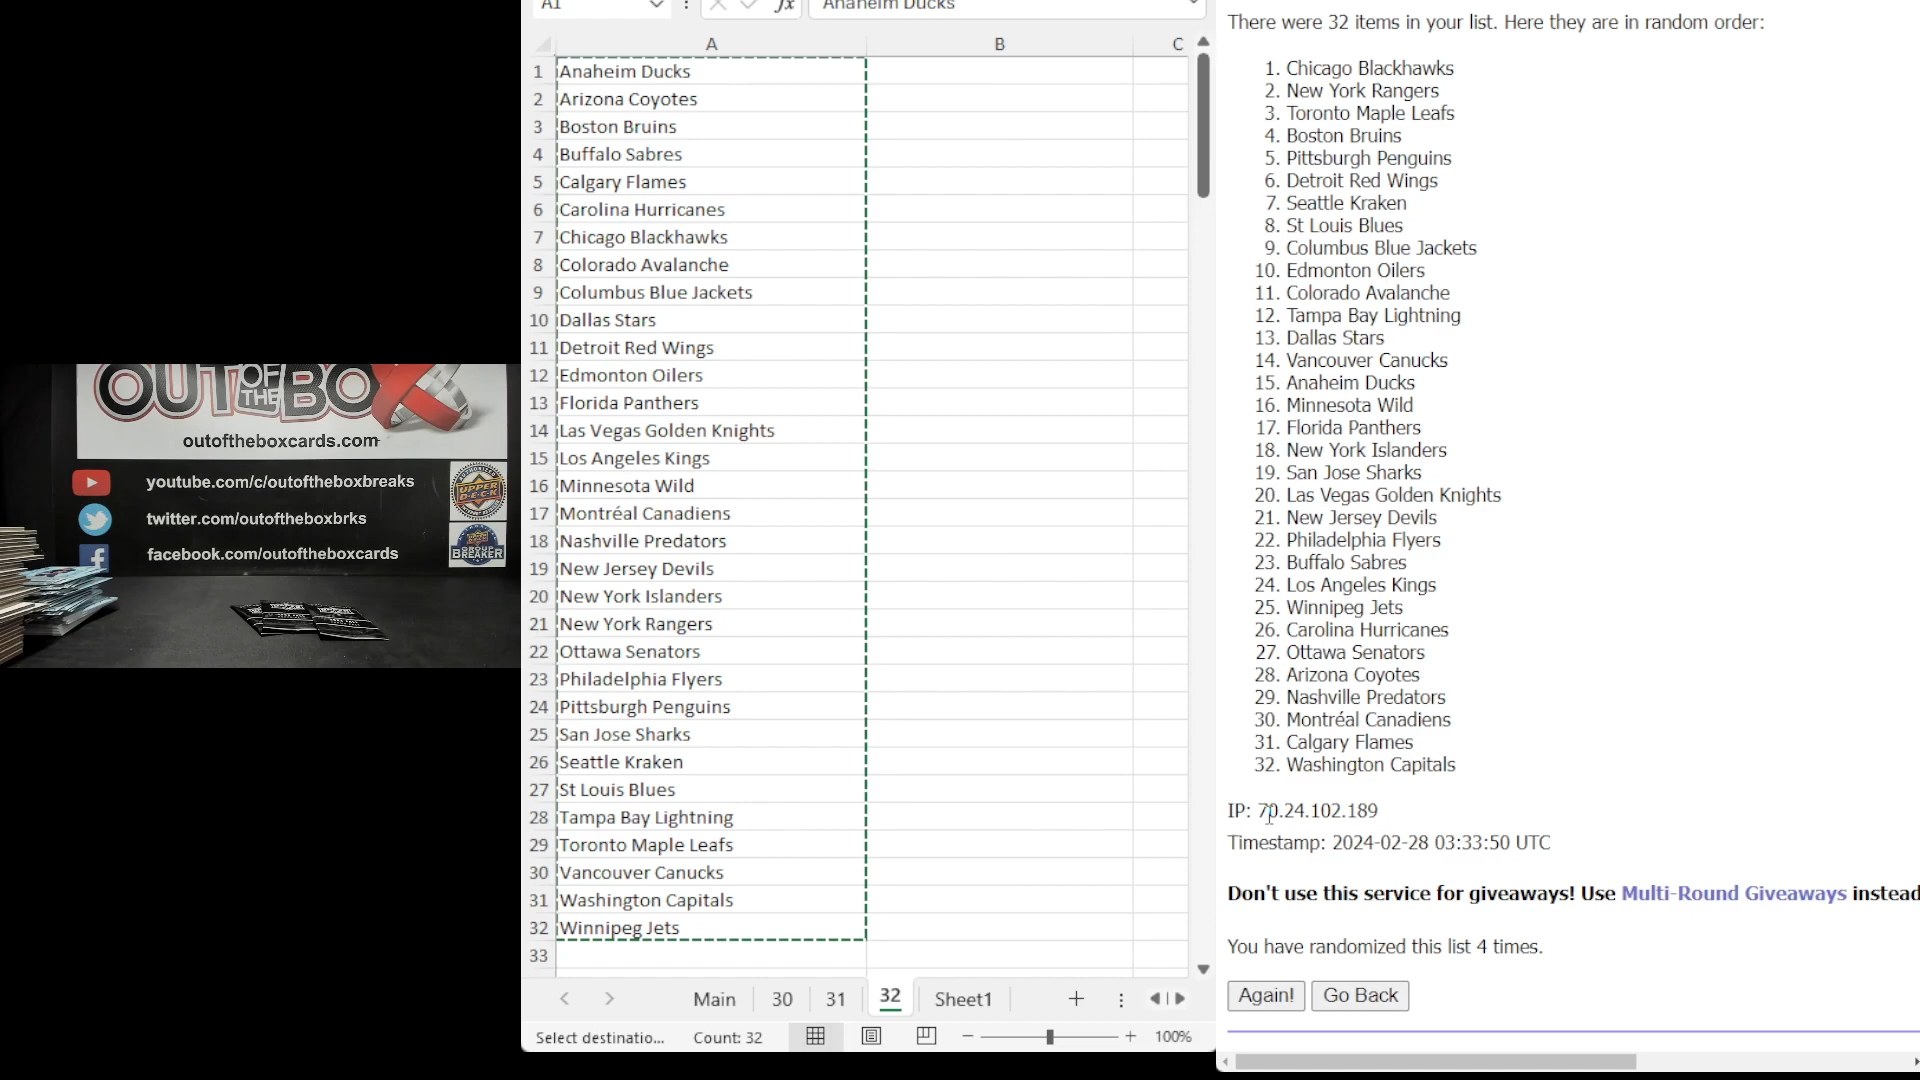 OUT OF THE BO
outoftheboxcards.com
youtube.com/c/outoftheboxbreaks
twitter.com/outoftheboxbrks
facebook.com/outoftheboxcards
UPPER DECK
GROUP BREAKER
A1
fx
Anaheim Ducks
A B C
1 Anaheim Ducks
2 Arizona Coyotes
3 Boston Bruins
4 Buffalo Sabres
5 Calgary Flames
6 Carolina Hurricanes
7 Chicago Blackhawks
8 Colorado Avalanche
9 Columbus Blue Jackets
10 Dallas Stars
11 Detroit Red Wings
12 Edmonton Oilers
13 Florida Panthers
14 Las Vegas Golden Knights
15 Los Angeles Kings
16 Minnesota Wild
17 Montréal Canadiens
18 Nashville Predators
19 New Jersey Devils
20 New York Islanders
21 New York Rangers
22 Ottawa Senators
23 Philadelphia Flyers
24 Pittsburgh Penguins
25 San Jose Sharks
26 Seattle Kraken
27 St Louis Blues
28 Tampa Bay Lightning
29 Toronto Maple Leafs
30 Vancouver Canucks
31 Washington Capitals
32 Winnipeg Jets
33
Main 30 31 32 Sheet1
Select destinatio... Count: 32 100%
There were 32 items in your list. Here they are in random order:
1. Chicago Blackhawks
2. New York Rangers
3. Toronto Maple Leafs
4. Boston Bruins
5. Pittsburgh Penguins
6. Detroit Red Wings
7. Seattle Kraken
8. St Louis Blues
9. Columbus Blue Jackets
10. Edmonton Oilers
11. Colorado Avalanche
12. Tampa Bay Lightning
13. Dallas Stars
14. Vancouver Canucks
15. Anaheim Ducks
16. Minnesota Wild
17. Florida Panthers
18. New York Islanders
19. San Jose Sharks
20. Las Vegas Golden Knights
21. New Jersey Devils
22. Philadelphia Flyers
23. Buffalo Sabres
24. Los Angeles Kings
25. Winnipeg Jets
26. Carolina Hurricanes
27. Ottawa Senators
28. Arizona Coyotes
29. Nashville Predators
30. Montréal Canadiens
31. Calgary Flames
32. Washington Capitals
IP: 70.24.102.189
Timestamp: 2024-02-28 03:33:50 UTC
Don't use this service for giveaways! Use Multi-Round Giveaways instead
You have randomized this list 4 times.
Again! Go Back